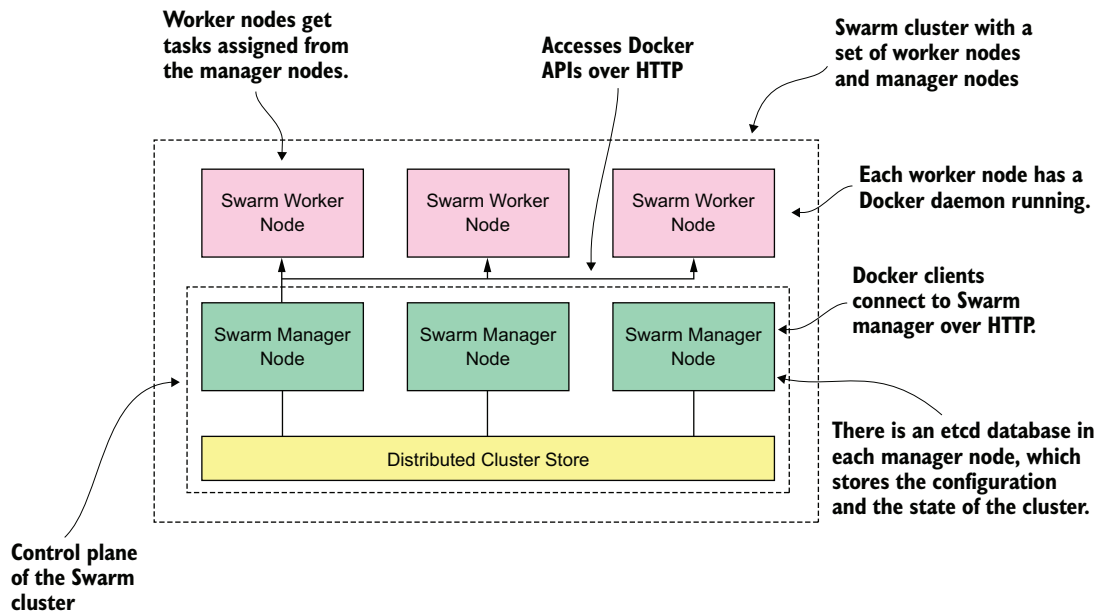 Worker nodes get
tasks assigned from
the manager nodes.
Accesses Docker
APIs over HTTP
Swarm cluster with a
set of worker nodes
and manager nodes
Swarm Worker
Node
Swarm Worker
Node
Swarm Worker
Node
Each worker node has a
Docker daemon running.
Swarm Manager
Node
Swarm Manager
Node
Swarm Manager
Node
Docker clients
connect to Swarm
manager over HTTP.
Distributed Cluster Store
There is an etcd database in
each manager node, which
stores the configuration
and the state of the cluster.
Control plane
of the Swarm
cluster